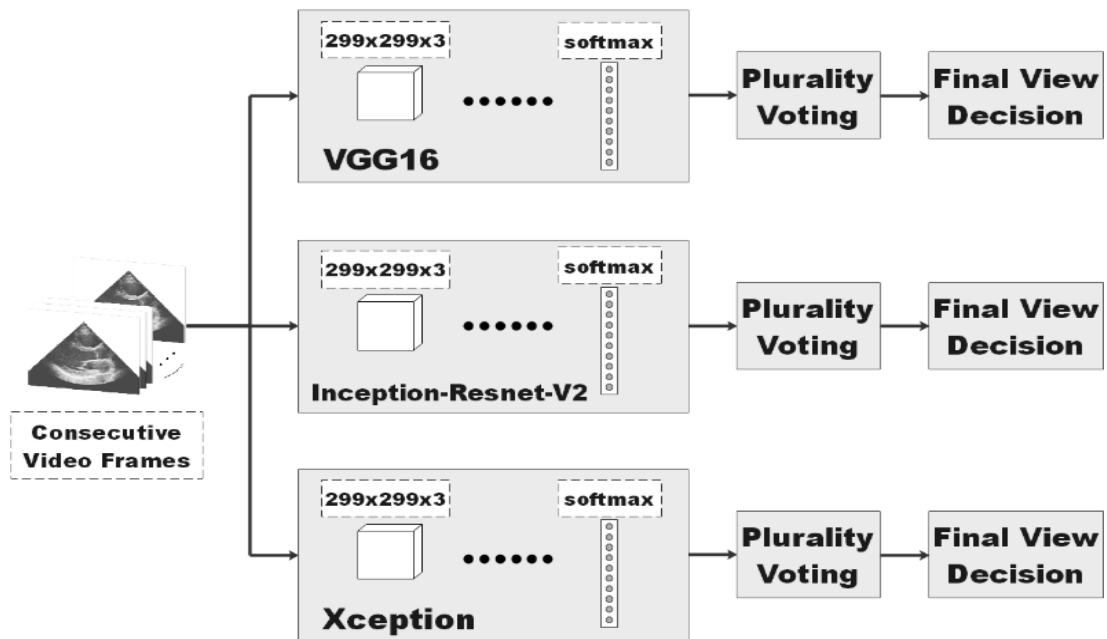 299x299x3
softmax
VGG16
Plurality
Voting
Final View
Decision
299x299x3
softmax
Inception-Resnet-V2
Plurality
Voting
Final View
Decision
Consecutive
Video Frames
299x299x3
softmax
Xception
Plurality
Voting
Final View
Decision